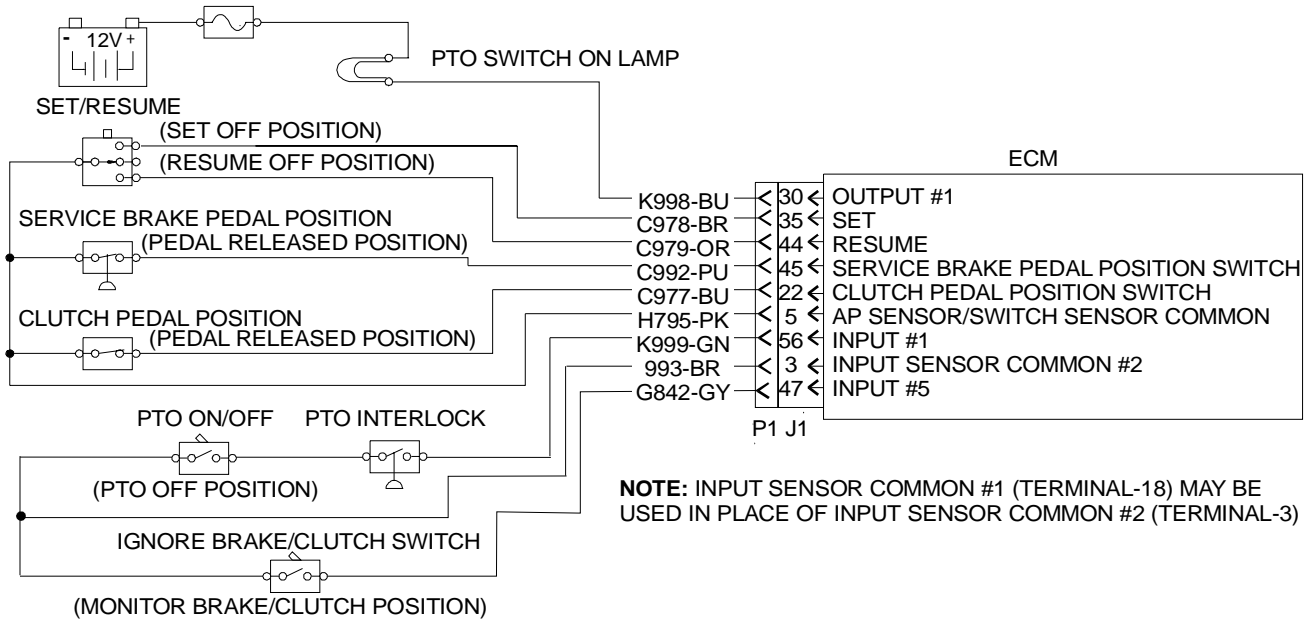 - 12V +
PTO SWITCH ON LAMP
SET/RESUME
(SET OFF POSITION)
(RESUME OFF POSITION)
SERVICE BRAKE PEDAL POSITION
(PEDAL RELEASED POSITION)
CLUTCH PEDAL POSITION
(PEDAL RELEASED POSITION)
ECM
K998-BU 30 OUTPUT #1
C978-BR 35 SET
C979-OR 44 RESUME
C992-PU 45 SERVICE BRAKE PEDAL POSITION SWITCH
C977-BU 22 CLUTCH PEDAL POSITION SWITCH
H795-PK 5 AP SENSOR/SWITCH SENSOR COMMON
K999-GN 56 INPUT #1
993-BR 3 INPUT SENSOR COMMON #2
G842-GY 47 INPUT #5
P1 J1
PTO ON/OFF
PTO INTERLOCK
(PTO OFF POSITION)
IGNORE BRAKE/CLUTCH SWITCH
(MONITOR BRAKE/CLUTCH POSITION)
NOTE: INPUT SENSOR COMMON #1 (TERMINAL-18) MAY BE
USED IN PLACE OF INPUT SENSOR COMMON #2 (TERMINAL-3)